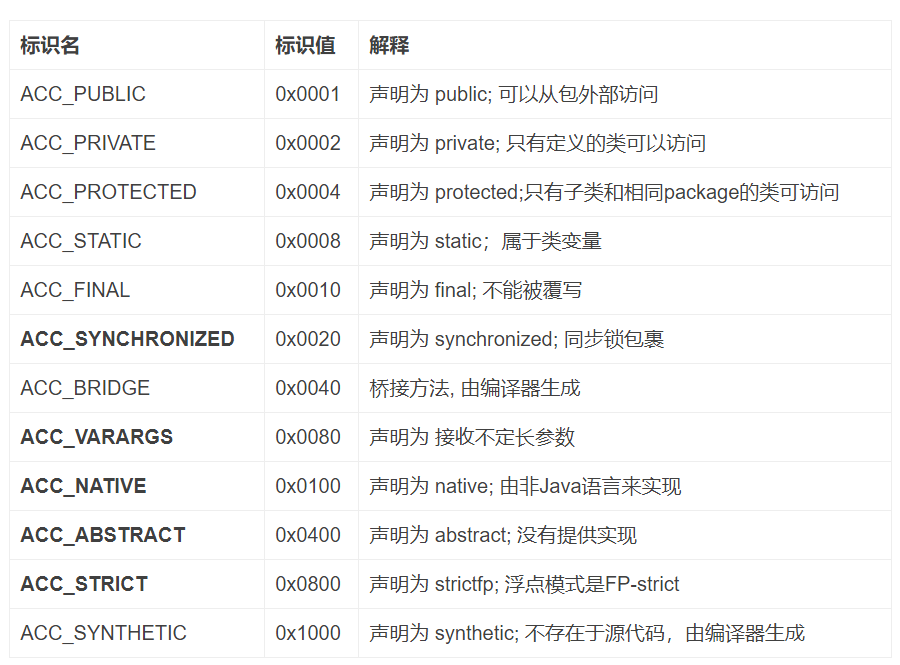 标识名 标识值 解释
ACC_PUBLIC 0x0001 声明为 public; 可以从包外部访问
ACC_PRIVATE 0x0002 声明为 private; 只有定义的类可以访问
ACC_PROTECTED 0x0004 声明为 protected;只有子类和相同package的类可访问
ACC_STATIC 0x0008 声明为 static；属于类变量
ACC_FINAL 0x0010 声明为 final; 不能被覆写
ACC_SYNCHRONIZED 0x0020 声明为 synchronized; 同步锁包裹
ACC_BRIDGE 0x0040 桥接方法, 由编译器生成
ACC_VARARGS 0x0080 声明为 接收不定长参数
ACC_NATIVE 0x0100 声明为 native; 由非Java语言来实现
ACC_ABSTRACT 0x0400 声明为 abstract; 没有提供实现
ACC_STRICT 0x0800 声明为 strictfp; 浮点模式是FP-strict
ACC_SYNTHETIC 0x1000 声明为 synthetic; 不存在于源代码，由编译器生成